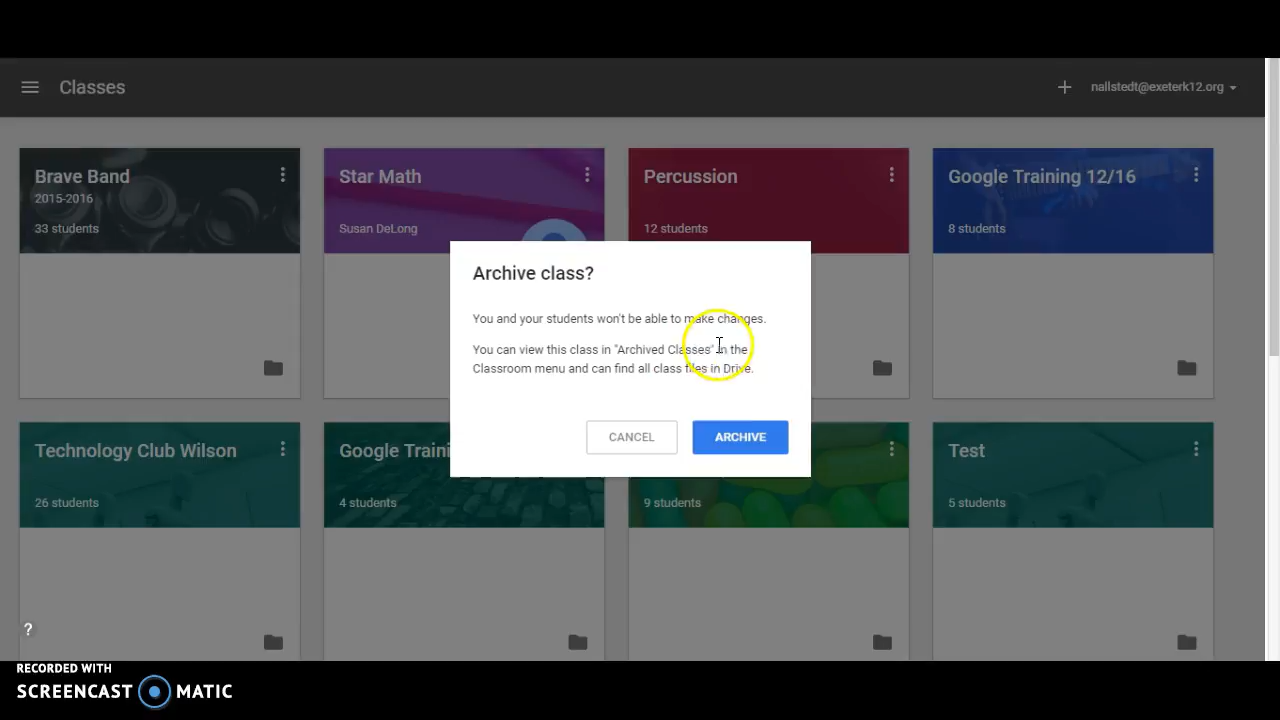 Classes
+ nallstedt@exeterk12.org
Brave Band
2015-2016
33 students
Star Math
Susan DeLong
Percussion
12 students
Google Training 12/16
8 students
Archive class?
You and your students won't be able to make changes.
You can view this class in "Archived Classes" in the
Classroom menu and can find all class files in Drive.
CANCEL
ARCHIVE
Technology Club Wilson
26 students
Google Traini
4 students
9 students
Test
5 students
?
RECORDED WITH
SCREENCAST MATIC